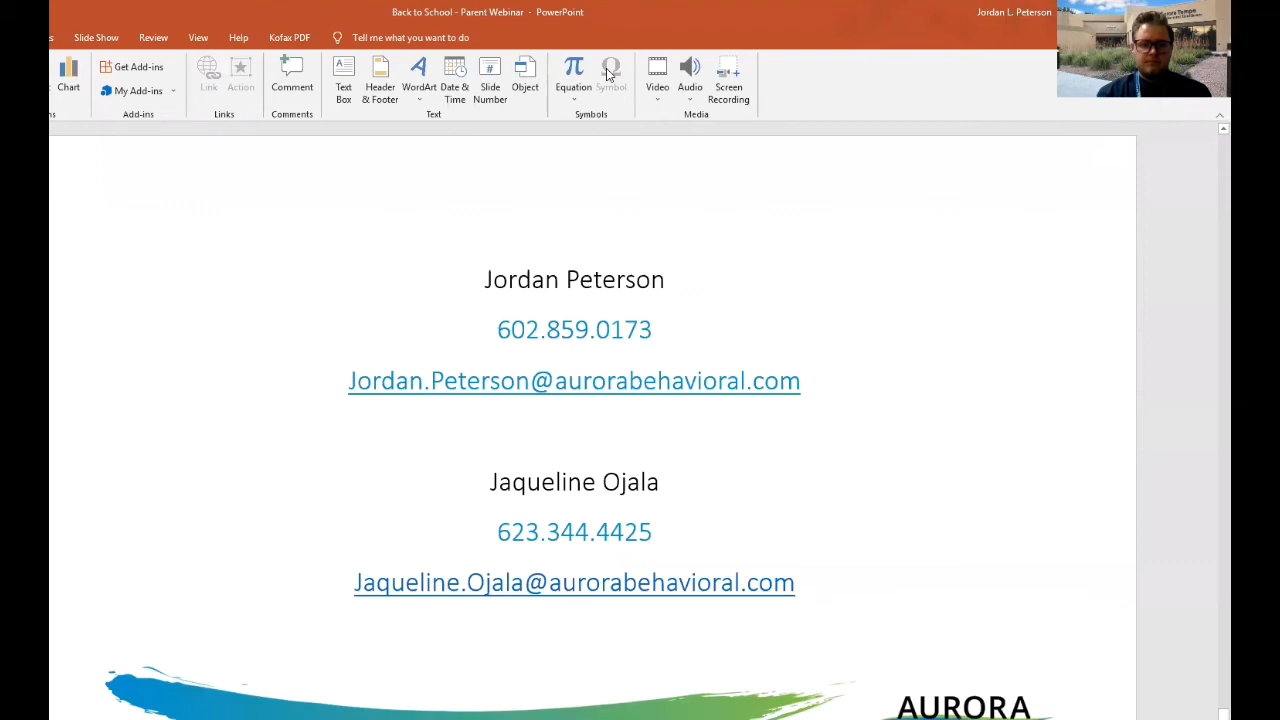 Back to School - Parent Webinar - PowerPoint
Jordan L. Peterson
Slide Show Review View Help Kofax PDF Tell me what you want to do
Chart
Get Add-ins
My Add-ins
Add-ins
Link Action
Links
Comment
Comments
Text Box
Header & Footer
WordArt
Date & Time
Slide Number
Object
Text
Equation
Symbol
Symbols
Video
Audio
Screen Recording
Media
Jordan Peterson
602.859.0173
Jordan.Peterson@aurorabehavioral.com
Jaqueline Ojala
623.344.4425
Jaqueline.Ojala@aurorabehavioral.com
AURORA